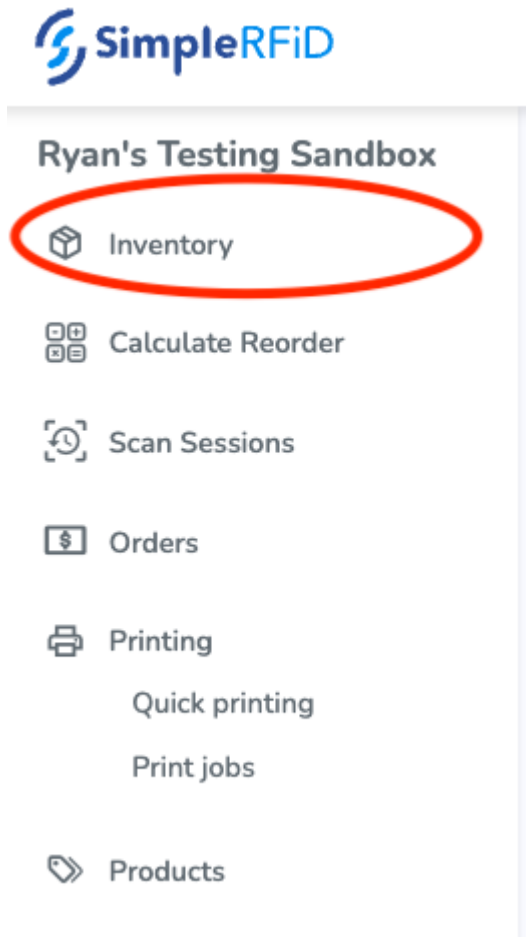 SimpleRFiD
Ryan's Testing Sandbox
Inventory
Calculate Reorder
Scan Sessions
Orders
Printing
Quick printing
Print jobs
Products